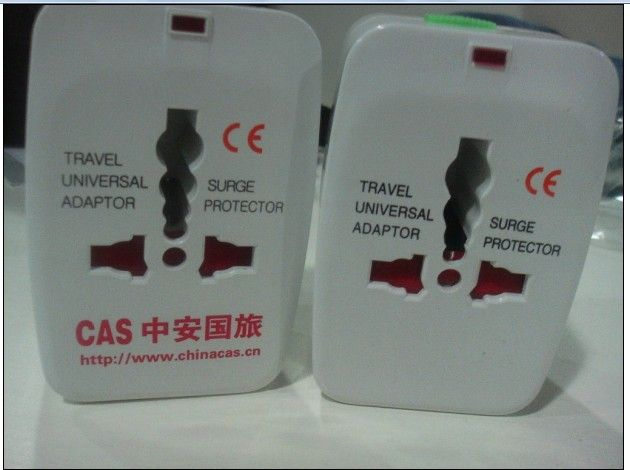 CE
TRAVEL
UNIVERSAL
ADAPTOR
SURGE
PROTECTOR
CAS 中安国旅
http://www.chinacas.cn
CE
TRAVEL
UNIVERSAL
ADAPTOR
SURGE
PROTECTOR